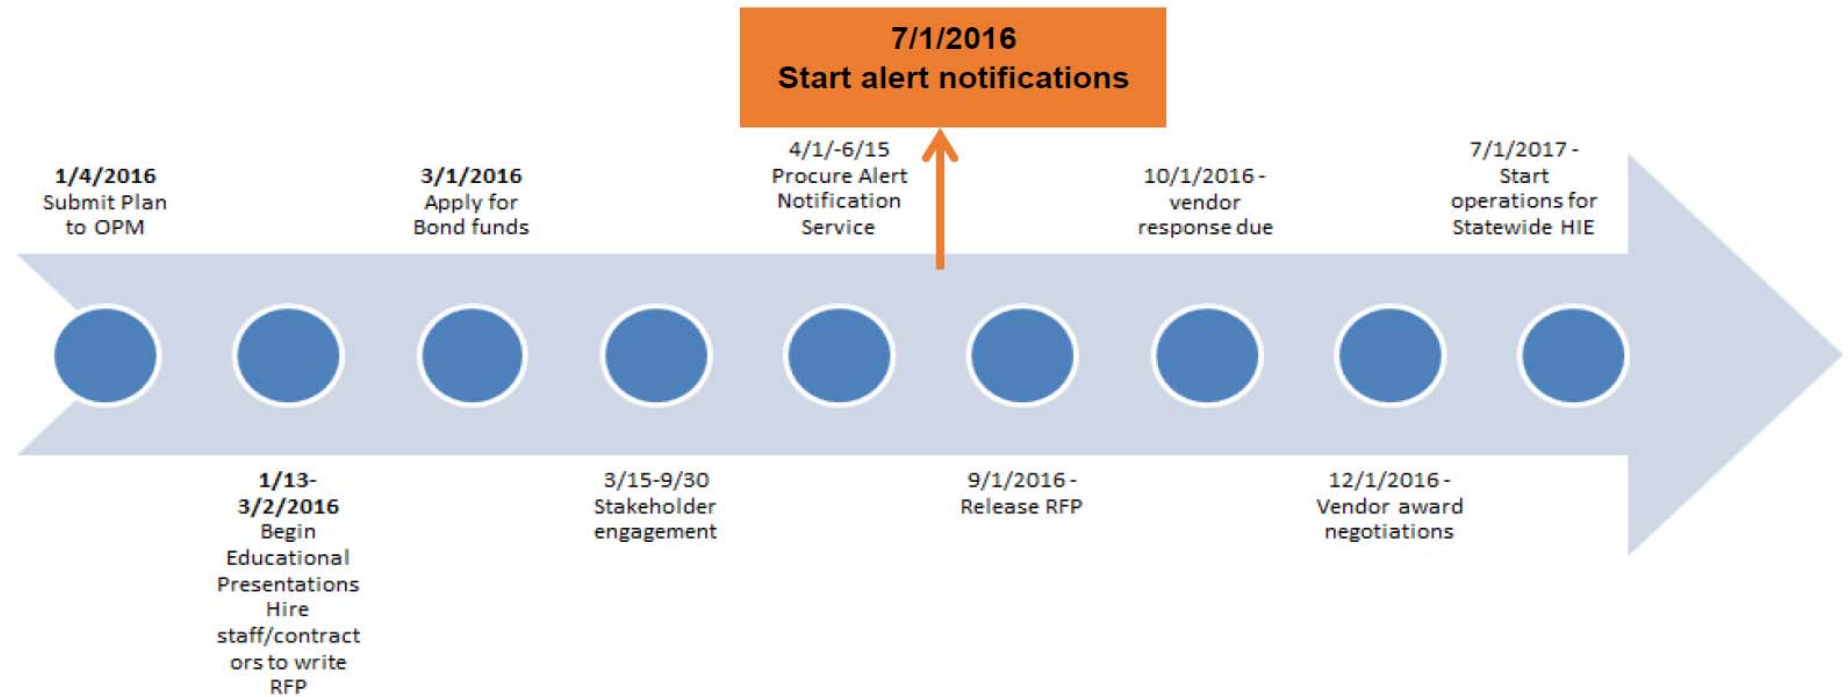 7/1/2016
Start alert notifications
1/4/2016
Submit Plan
to OPM
3/1/2016
Apply for
Bond funds
4/1/-6/15
Procure Alert
Notification
Service
10/1/2016 -
vendor
response due
7/1/2017 -
Start
operations for
Statewide HIE
1/13-
3/2/2016
Begin
Educational
Presentations
Hire
staff/contract
ors to write
RFP
3/15-9/30
Stakeholder
engagement
9/1/2016 -
Release RFP
12/1/2016 -
Vendor award
negotiations